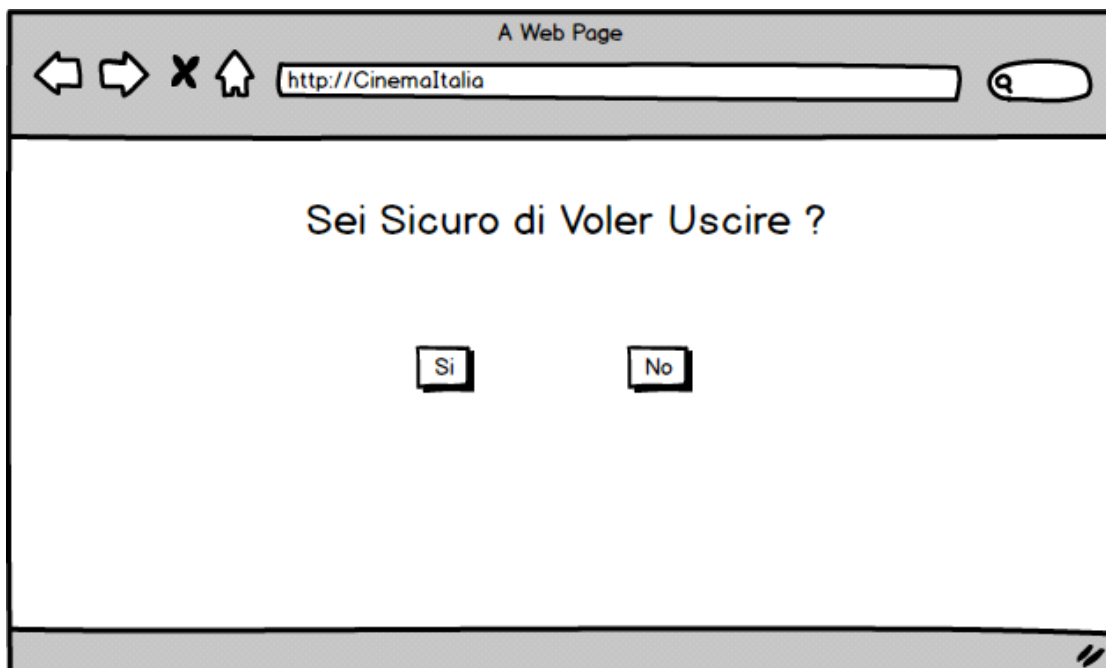 A Web Page
http://CinemaItalia
Sei Sicuro di Voler Uscire ?
Si
No